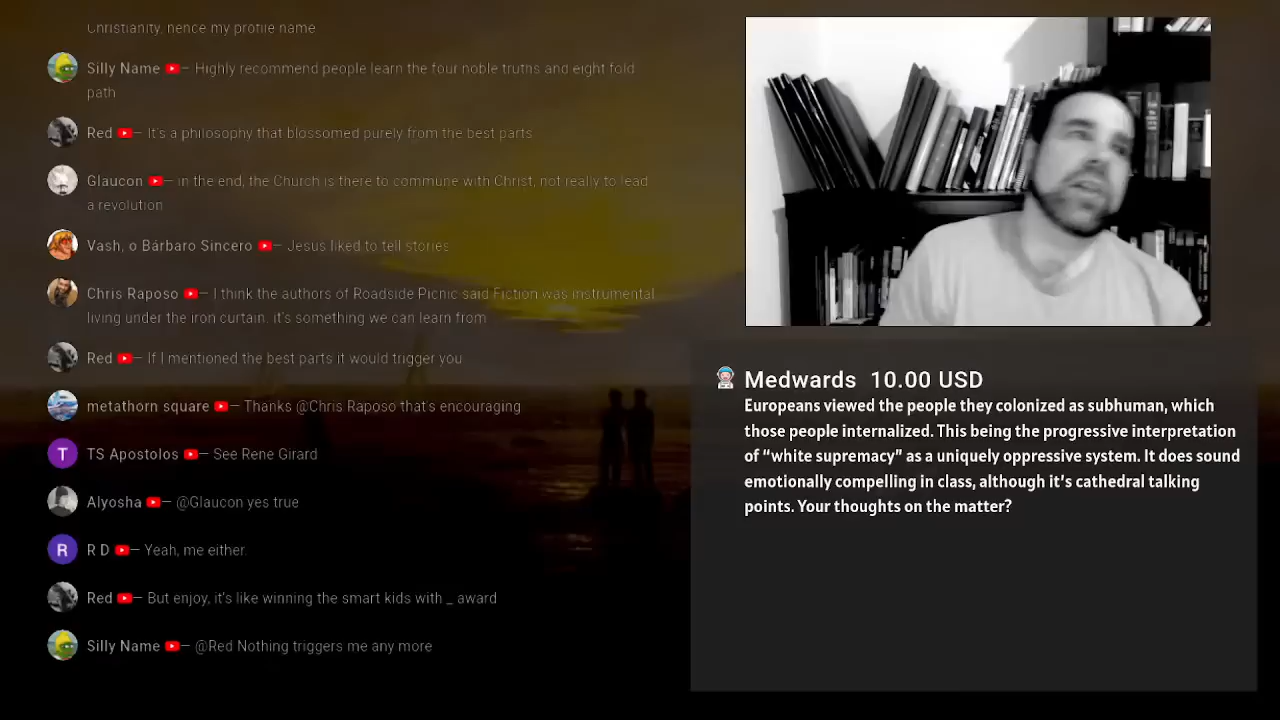 Christianity, hence my profile name
Silly Name — Highly recommend people learn the four noble truths and eight fold
path
Red — It's a philosophy that blossomed purely from the best parts
Glaucon — in the end, the Church is there to commune with Christ, not really to lead
a revolution
Vash, o Bárbaro Sincero — Jesus liked to tell stories
Chris Raposo — I think the authors of Roadside Picnic said Fiction was instrumental
living under the iron curtain. it's something we can learn from
Red — If I mentioned the best parts it would trigger you
metathorn square — Thanks @Chris Raposo that's encouraging
T TS Apostolos — See Rene Girard
Alyosha — @Glaucon yes true
R R D — Yeah, me either.
Red — But enjoy, it's like winning the smart kids with _ award
Silly Name — @Red Nothing triggers me any more
Medwards 10.00 USD
Europeans viewed the people they colonized as subhuman, which
those people internalized. This being the progressive interpretation
of “white supremacy” as a uniquely oppressive system. It does sound
emotionally compelling in class, although it's cathedral talking
points. Your thoughts on the matter?